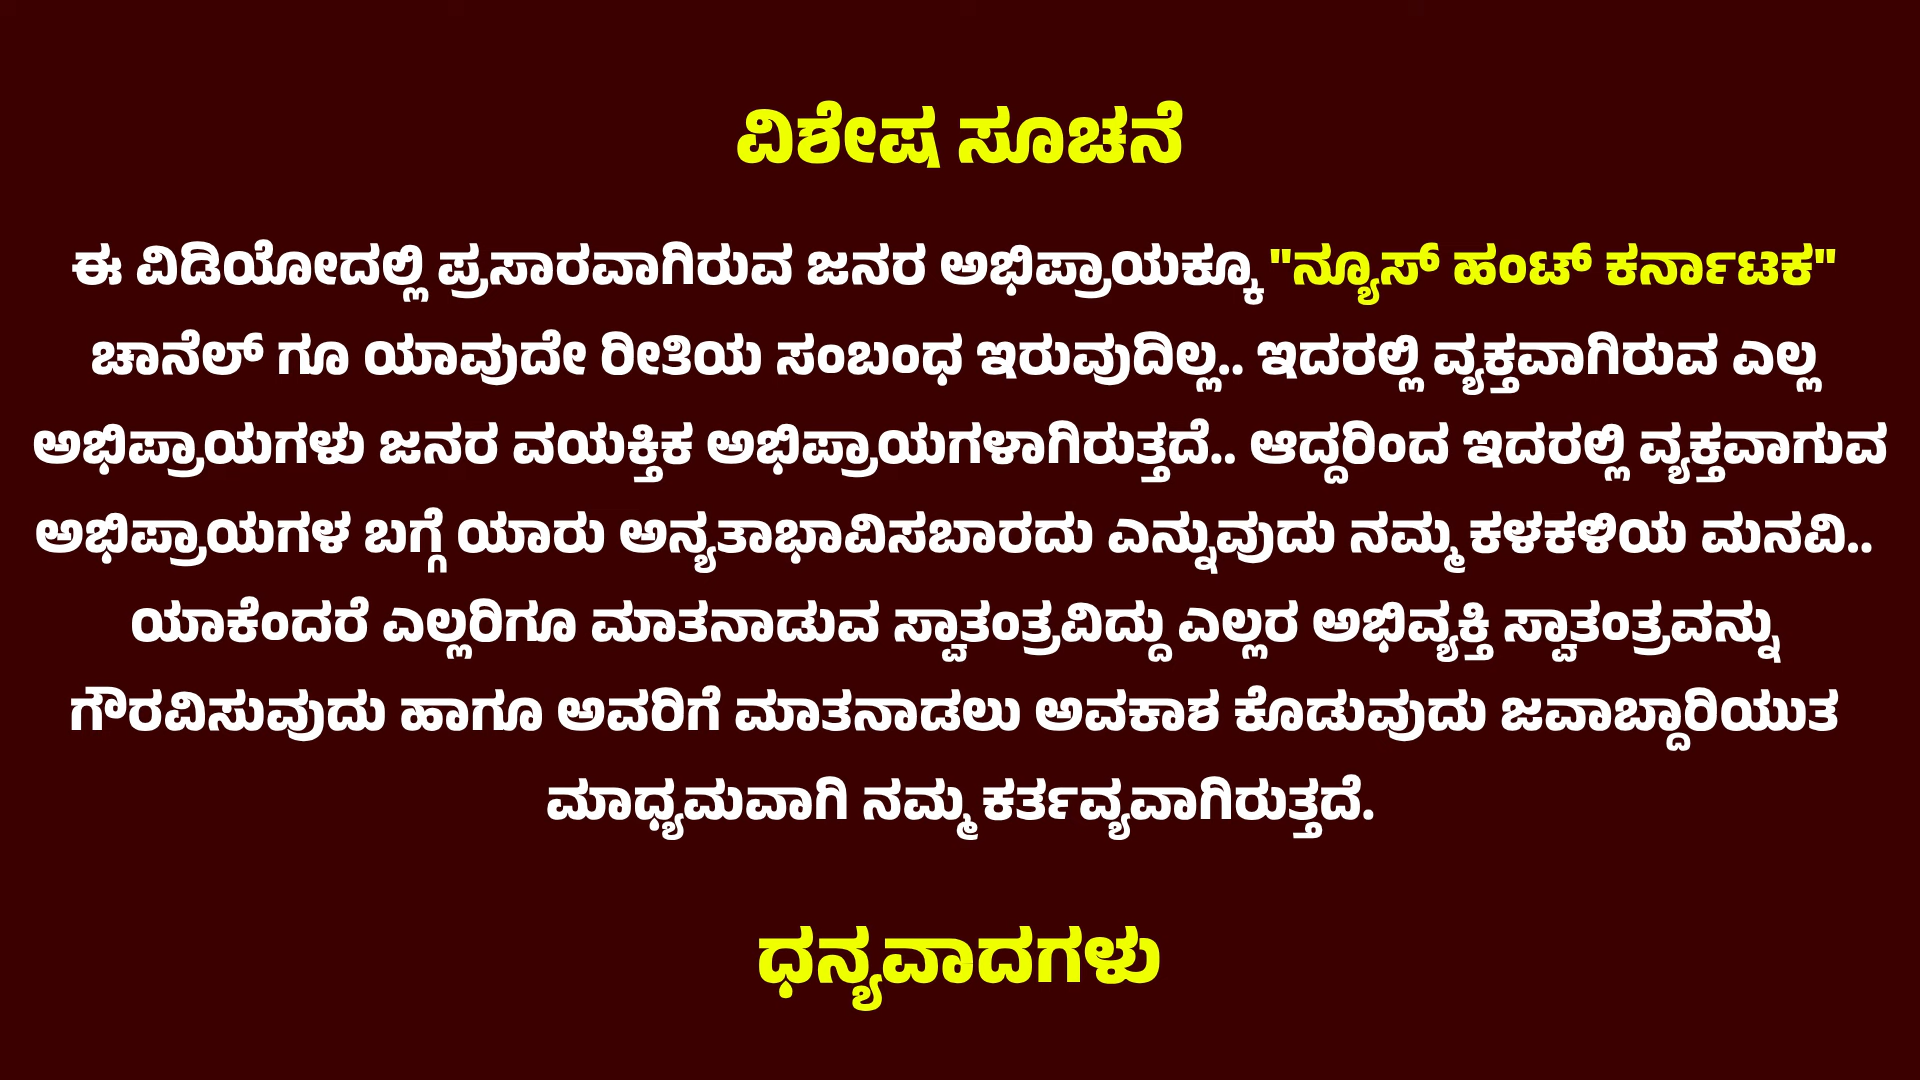 ವಿಶೇಷ ಸೂಚನೆ
ಈ ವಿಡಿಯೋದಲ್ಲಿ ಪ್ರಸಾರವಾಗಿರುವ ಜನರ ಅಭಿಪ್ರಾಯಕ್ಕೂ "ನ್ಯೂಸ್ ಹಂಟ್ ಕರ್ನಾಟಕ"
ಚಾನೆಲ್ ಗೂ ಯಾವುದೇ ರೀತಿಯ ಸಂಬಂಧ ಇರುವುದಿಲ್ಲ.. ಇದರಲ್ಲಿ ವ್ಯಕ್ತವಾಗಿರುವ ಎಲ್ಲ
ಅಭಿಪ್ರಾಯಗಳು ಜನರ ವಯಕ್ತಿಕ ಅಭಿಪ್ರಾಯಗಳಾಗಿರುತ್ತದೆ.. ಆದ್ದರಿಂದ ಇದರಲ್ಲಿ ವ್ಯಕ್ತವಾಗುವ
ಅಭಿಪ್ರಾಯಗಳ ಬಗ್ಗೆ ಯಾರು ಅನ್ಯತಾಭಾವಿಸಬಾರದು ಎನ್ನುವುದು ನಮ್ಮ ಕಳಕಳಿಯ ಮನವಿ..
ಯಾಕೆಂದರೆ ಎಲ್ಲರಿಗೂ ಮಾತನಾಡುವ ಸ್ವಾತಂತ್ರವಿದ್ದು ಎಲ್ಲರ ಅಭಿವ್ಯಕ್ತಿ ಸ್ವಾತಂತ್ರವನ್ನು
ಗೌರವಿಸುವುದು ಹಾಗೂ ಅವರಿಗೆ ಮಾತನಾಡಲು ಅವಕಾಶ ಕೊಡುವುದು ಜವಾಬ್ದಾರಿಯುತ
ಮಾಧ್ಯಮವಾಗಿ ನಮ್ಮ ಕರ್ತವ್ಯವಾಗಿರುತ್ತದೆ.
ಧನ್ಯವಾದಗಳು